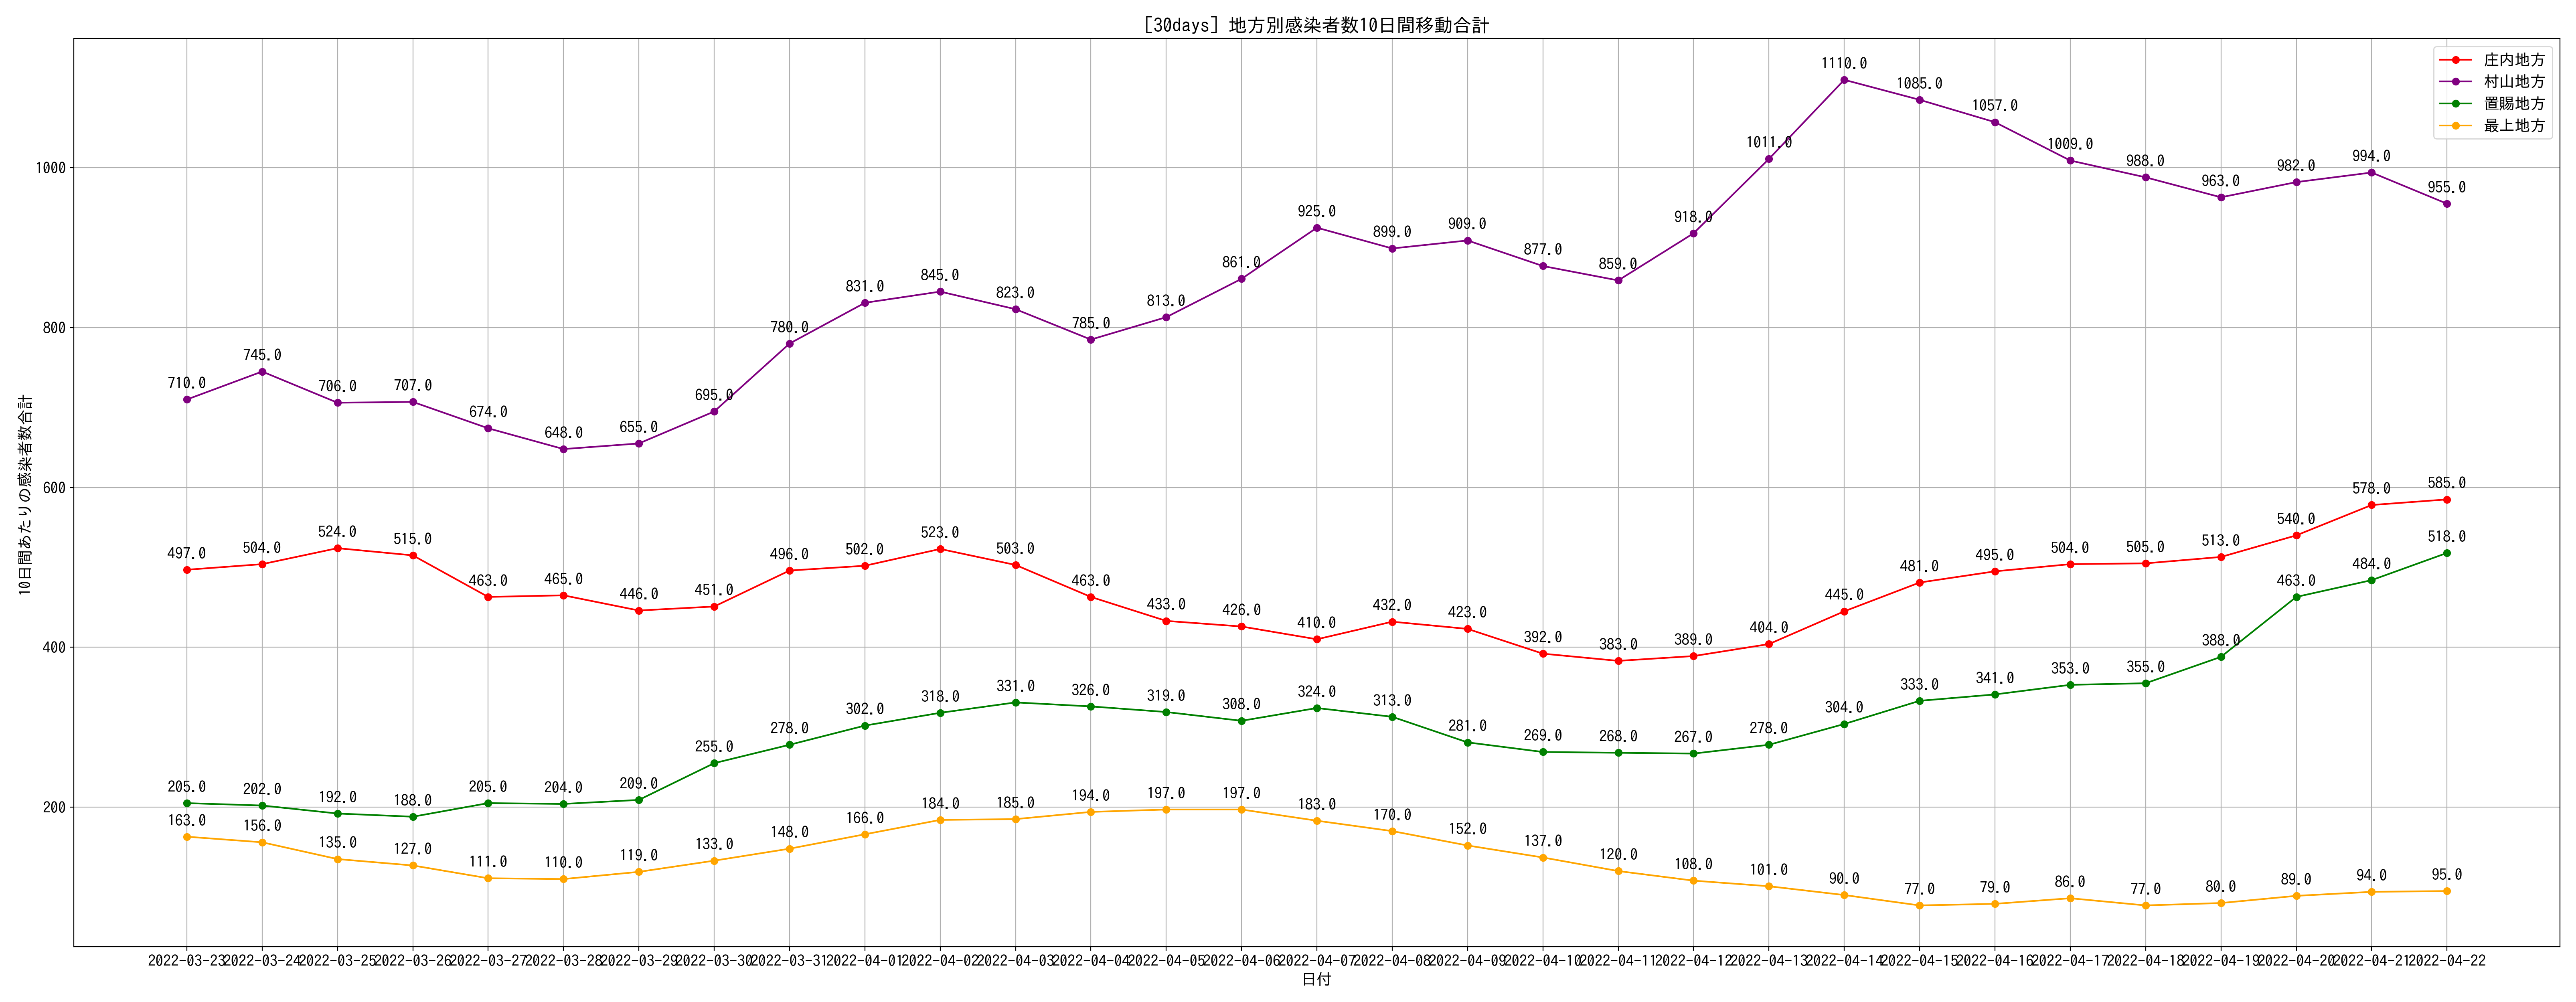 [30days] 地方別感染者数10日間移動合計
庄内地方
村山地方
置賜地方
最上地方
10日間あたりの感染者数合計
1000
800
600
400
200
710.0 745.0 706.0 707.0 674.0 648.0 655.0 695.0 780.0 831.0 845.0 823.0 785.0 813.0 861.0 925.0 899.0 909.0 877.0 859.0 918.0 1011.0 1110.0 1085.0 1057.0 1009.0 988.0 963.0 982.0 994.0 955.0
497.0 504.0 524.0 515.0 463.0 465.0 446.0 451.0 496.0 502.0 523.0 503.0 463.0 433.0 426.0 410.0 432.0 423.0 392.0 383.0 389.0 404.0 445.0 481.0 495.0 504.0 505.0 513.0 540.0 578.0 585.0
205.0 202.0 192.0 188.0 205.0 204.0 209.0 255.0 278.0 302.0 318.0 331.0 326.0 319.0 308.0 324.0 313.0 281.0 269.0 268.0 267.0 278.0 304.0 333.0 341.0 353.0 355.0 388.0 463.0 484.0 518.0
163.0 156.0 135.0 127.0 111.0 110.0 119.0 133.0 148.0 166.0 184.0 185.0 194.0 197.0 197.0 183.0 170.0 152.0 137.0 120.0 108.0 101.0 90.0 77.0 79.0 86.0 77.0 80.0 89.0 94.0 95.0
2022-03-23 2022-03-24 2022-03-25 2022-03-26 2022-03-27 2022-03-28 2022-03-29 2022-03-30 2022-03-31 2022-04-01 2022-04-02 2022-04-03 2022-04-04 2022-04-05 2022-04-06 2022-04-07 2022-04-08 2022-04-09 2022-04-10 2022-04-11 2022-04-12 2022-04-13 2022-04-14 2022-04-15 2022-04-16 2022-04-17 2022-04-18 2022-04-19 2022-04-20 2022-04-21 2022-04-22
日付